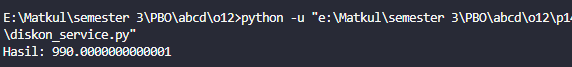 E:\Matkul\semester 3\PBO\abcd\o12>python -u "e:\Matkul\semester 3\PBO\abcd\o12\p14
\diskon_service.py"
Hasil: 990.0000000000001